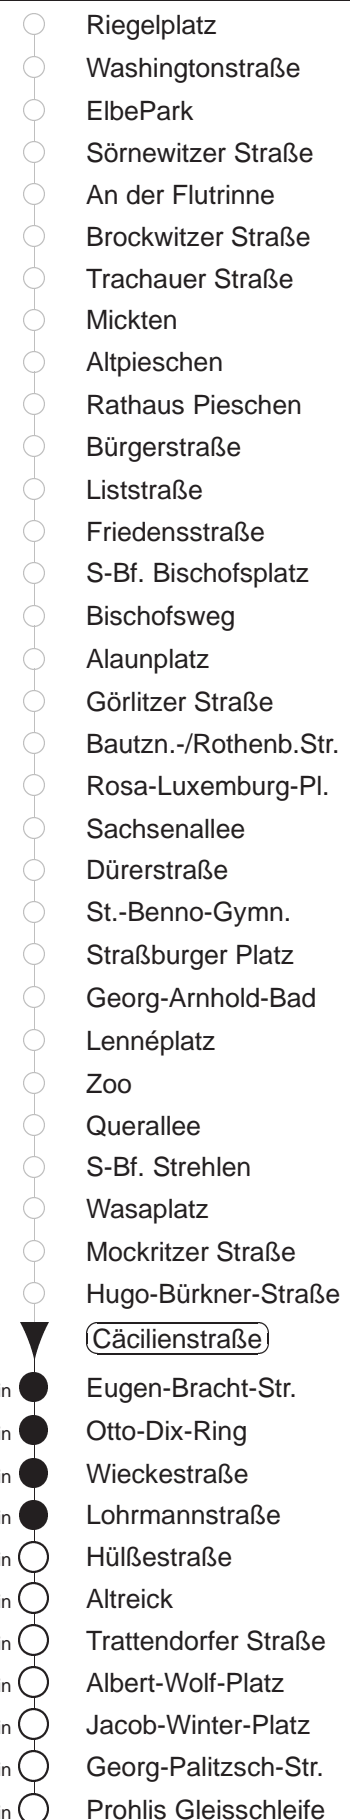 Riegelplatz
Washingtonstraße
ElbePark
Sörnewitzer Straße
An der Flutrinne
Brockwitzer Straße
Trachauer Straße
Mickten
Altpieschen
Rathaus Pieschen
Bürgerstraße
Liststraße
Friedensstraße
S-Bf. Bischofsplatz
Bischofsweg
Alaunplatz
Görlitzer Straße
Bautzn.-/Rothenb.Str.
Rosa-Luxemburg-Pl.
Sachsenallee
Dürerstraße
St.-Benno-Gymn.
Straßburger Platz
Georg-Arnhold-Bad
Lennéplatz
Zoo
Querallee
S-Bf. Strehlen
Wasaplatz
Mockritzer Straße
Hugo-Bürkner-Straße
Cäcilienstraße
Eugen-Bracht-Str.
Otto-Dix-Ring
Wieckestraße
Lohrmannstraße
Hülßestraße
Altreick
Trattendorfer Straße
Albert-Wolf-Platz
Jacob-Winter-Platz
Georg-Palitzsch-Str.
Prohlis Gleisschleife